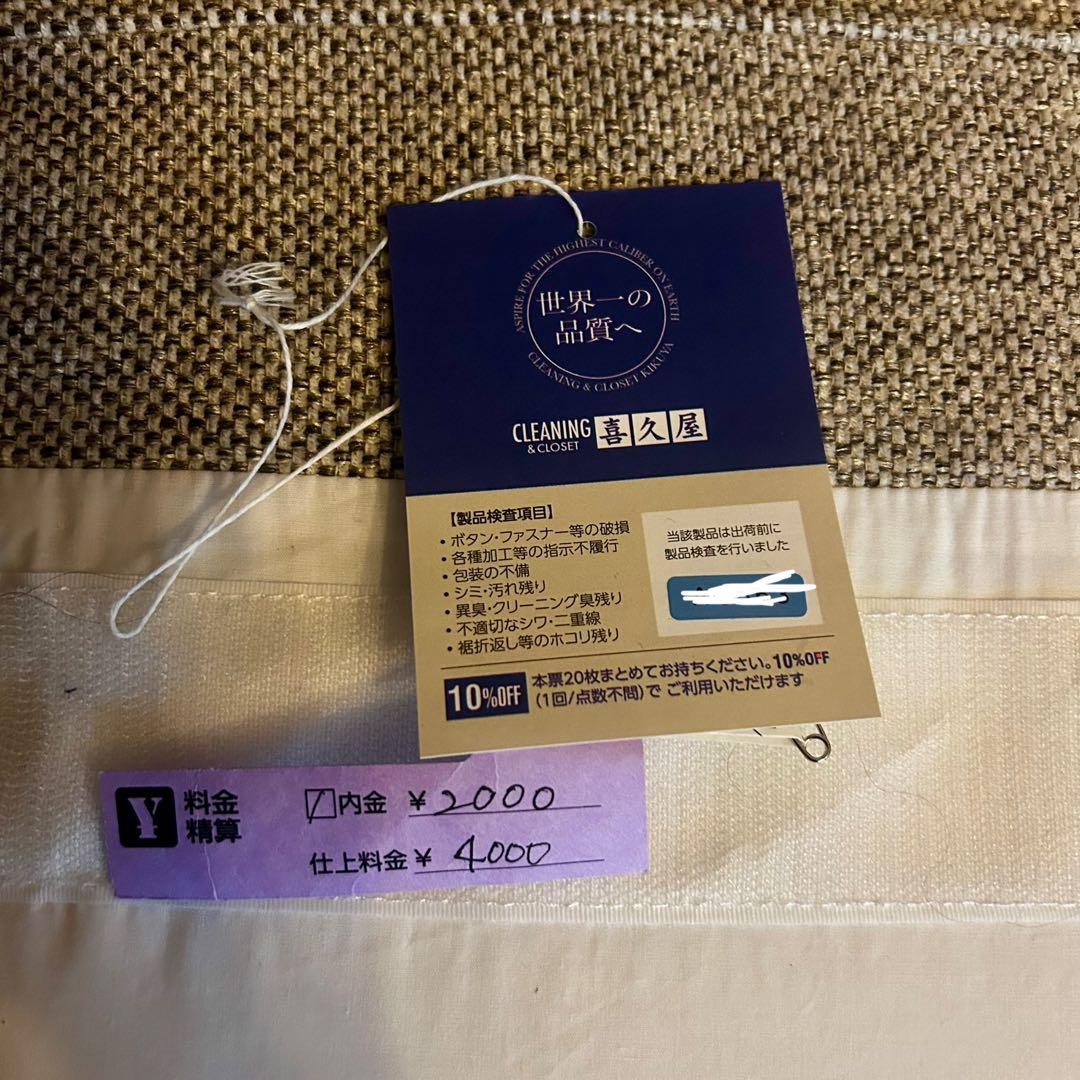 ASPIRE FOR THE HIGHEST CALIBER ON EARTH
世界一の
品質へ
CLEANING & CLOSET KIKUYA
CLEANING
& CLOSET
喜久屋
【製品検査項目】
・ボタン・ファスナー等の破損
・各種加工等の指示不履行
・包装の不備
・シミ・汚れ残り
・異臭・クリーニング臭残り
・不適切なシワ・二重線
・裾折返し等のホコリ残り
当該製品は出荷前に
製品検査を行いました
10%OFF
本票20枚まとめてお持ちください。10%OFF
(1回/点数不問)で ご利用いただけます
¥ 料金
精算
内金 ¥ 2000
仕上料金 ¥ 4000